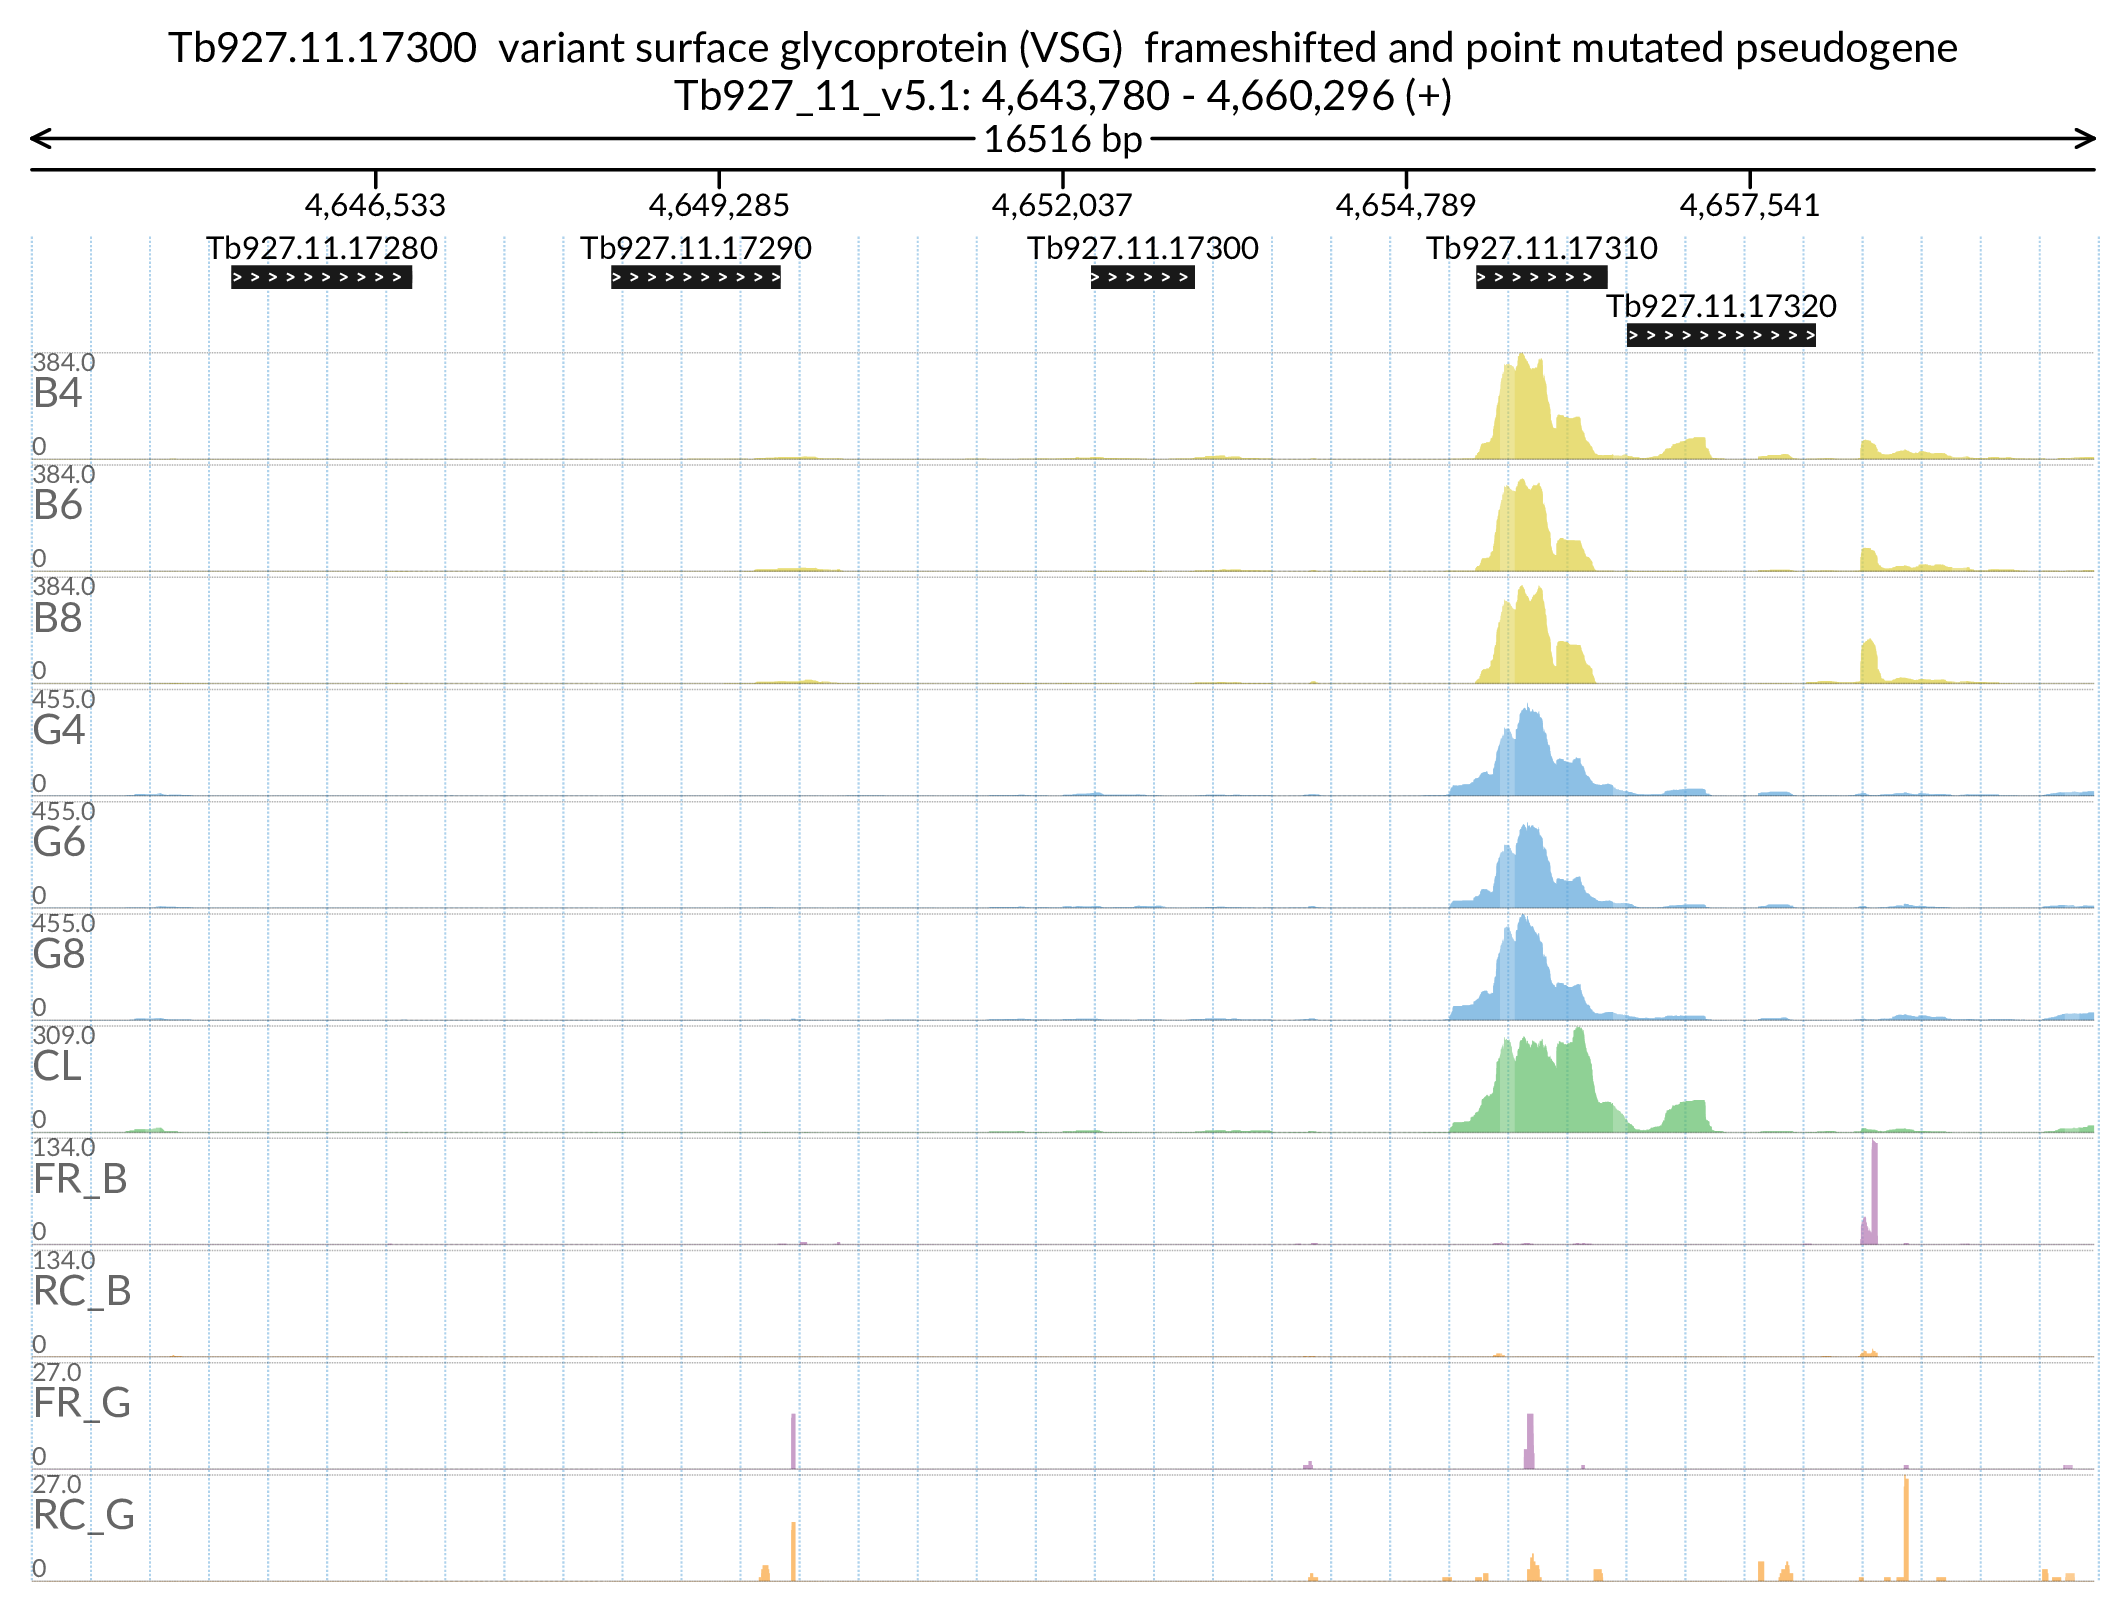 Tb927.11.17300  variant surface glycoprotein (VSG)  frameshifted and point mutated pseudogene
Tb927_11_v5.1: 4,643,780 - 4,660,296 (+)
16516 bp
4,646,533 4,649,285 4,652,037 4,654,789 4,657,541
Tb927.11.17280 Tb927.11.17290 Tb927.11.17300 Tb927.11.17310
Tb927.11.17320
384.0
B4
0
384.0
B6
0
384.0
B8
0
455.0
G4
0
455.0
G6
0
455.0
G8
0
309.0
CL
0
134.0
FR_B
0
134.0
RC_B
0
27.0
FR_G
0
27.0
RC_G
0